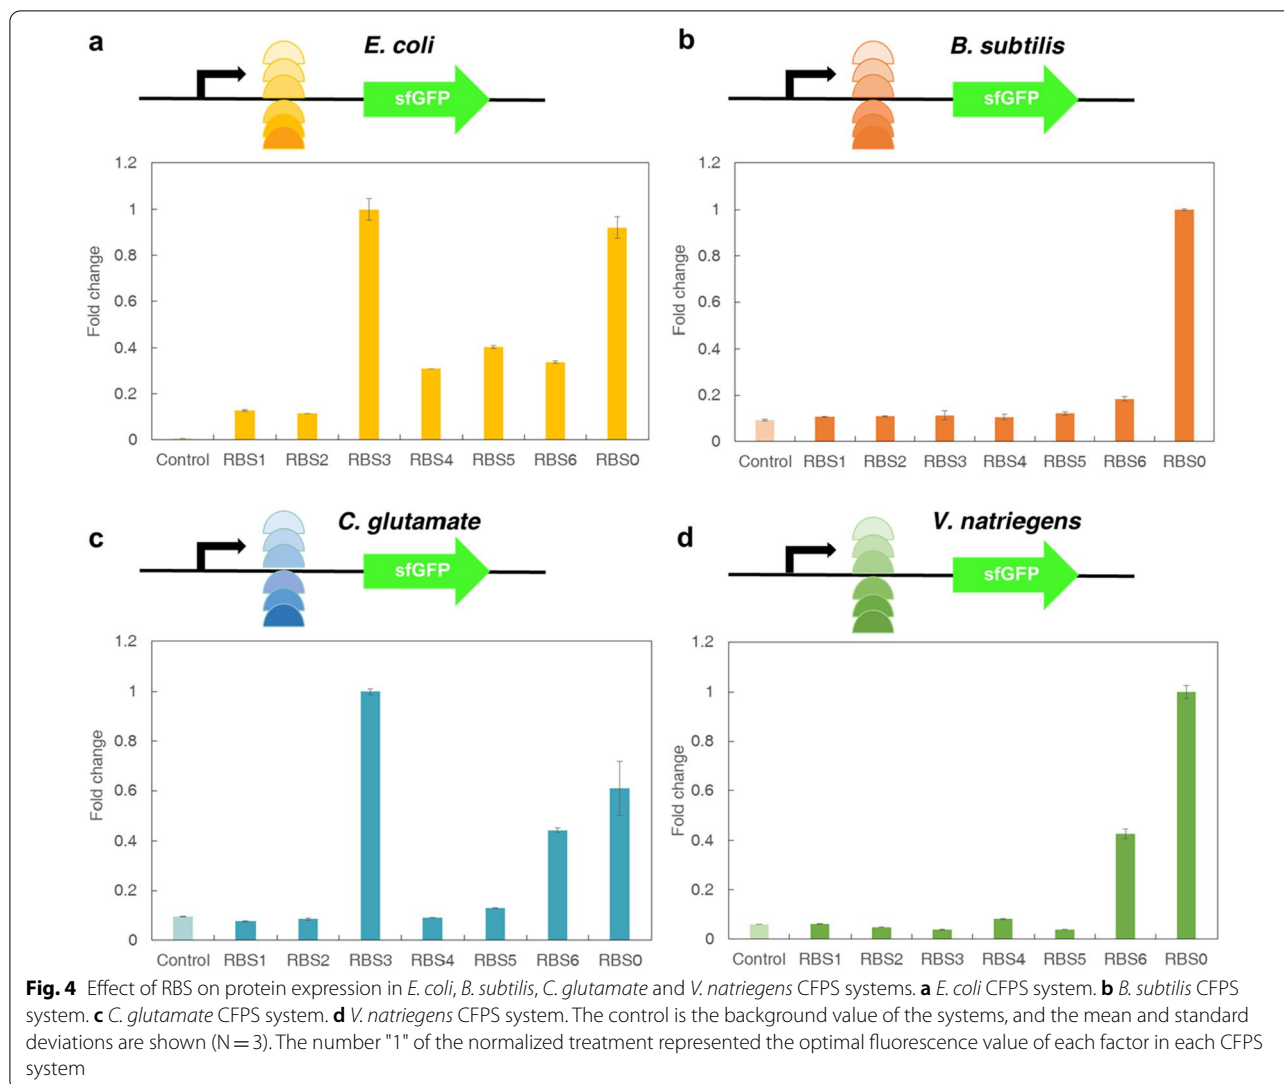 a
E. coli
sfGFP
Fold change
1.2
1
0.8
0.6
0.4
0.2
0
Control RBS1 RBS2 RBS3 RBS4 RBS5 RBS6 RBS0
b
B. subtilis
sfGFP
Fold change
1.2
1
0.8
0.6
0.4
0.2
0
Control RBS1 RBS2 RBS3 RBS4 RBS5 RBS6 RBS0
c
C. glutamate
sfGFP
Fold change
1.2
1
0.8
0.6
0.4
0.2
0
Control RBS1 RBS2 RBS3 RBS4 RBS5 RBS6 RBS0
d
V. natriegens
sfGFP
Fold change
1.2
1
0.8
0.6
0.4
0.2
0
Control RBS1 RBS2 RBS3 RBS4 RBS5 RBS6 RBS0
Fig. 4 Effect of RBS on protein expression in E. coli, B. subtilis, C. glutamate and V. natriegens CFPS systems. a E. coli CFPS system. b B. subtilis CFPS
system. c C. glutamate CFPS system. d V. natriegens CFPS system. The control is the background value of the systems, and the mean and standard
deviations are shown (N = 3). The number "1" of the normalized treatment represented the optimal fluorescence value of each factor in each CFPS
system